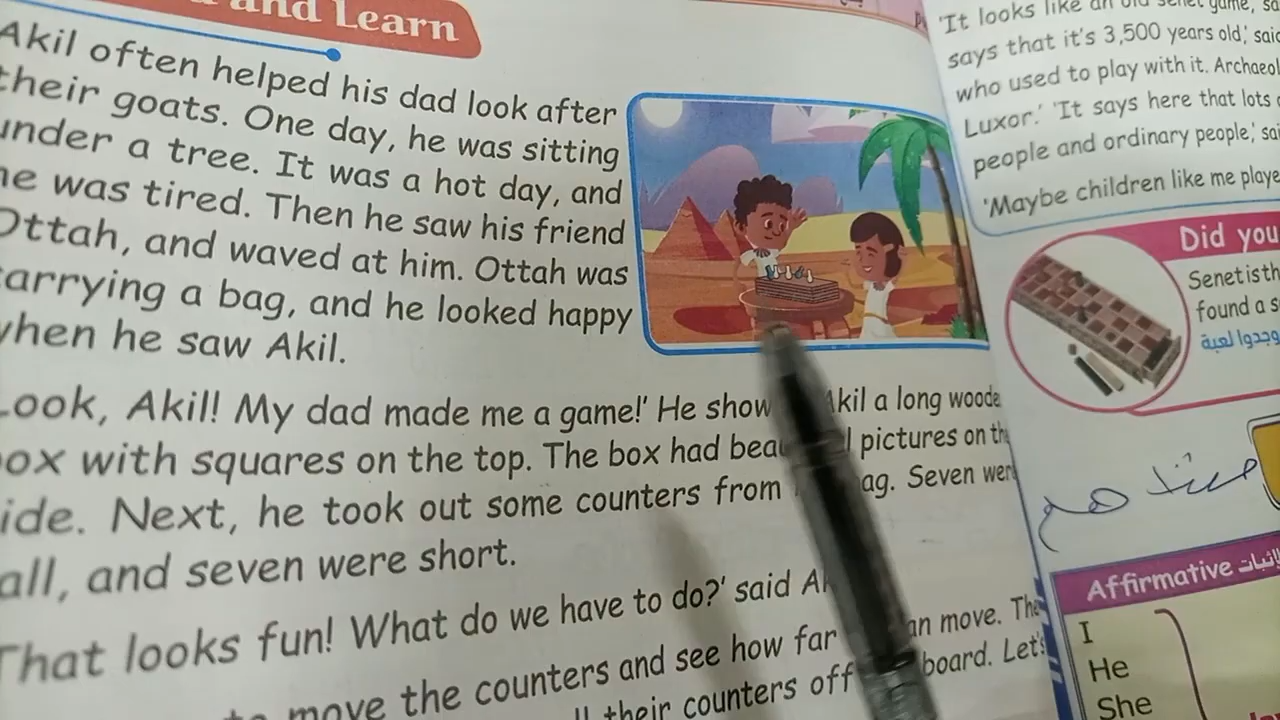 and Learn
Akil often helped his dad look after
their goats. One day, he was sitting
under a tree. It was a hot day, and
he was tired. Then he saw his friend
Ottah, and waved at him. Ottah was
carrying a bag, and he looked happy
when he saw Akil.
Look, Akil! My dad made me a game!' He show Akil a long woode
box with squares on the top. The box had pictures on the
side. Next, he took out some counters from bag. Seven were
tall, and seven were short.
That looks fun! What do we have to do?' said
move the counters and see how far can move. The
their counters off board. Let's
'It looks like an old senet game, sa
says that it's 3,500 years old,' said
who used to play with it. Archaeol
Luxor.' 'It says here that lots
people and ordinary people,' sa
'Maybe children like me playe
Did you
Senet is th
found a s
وجدوا لعبة
Affirmative الإثبات
I
He
She